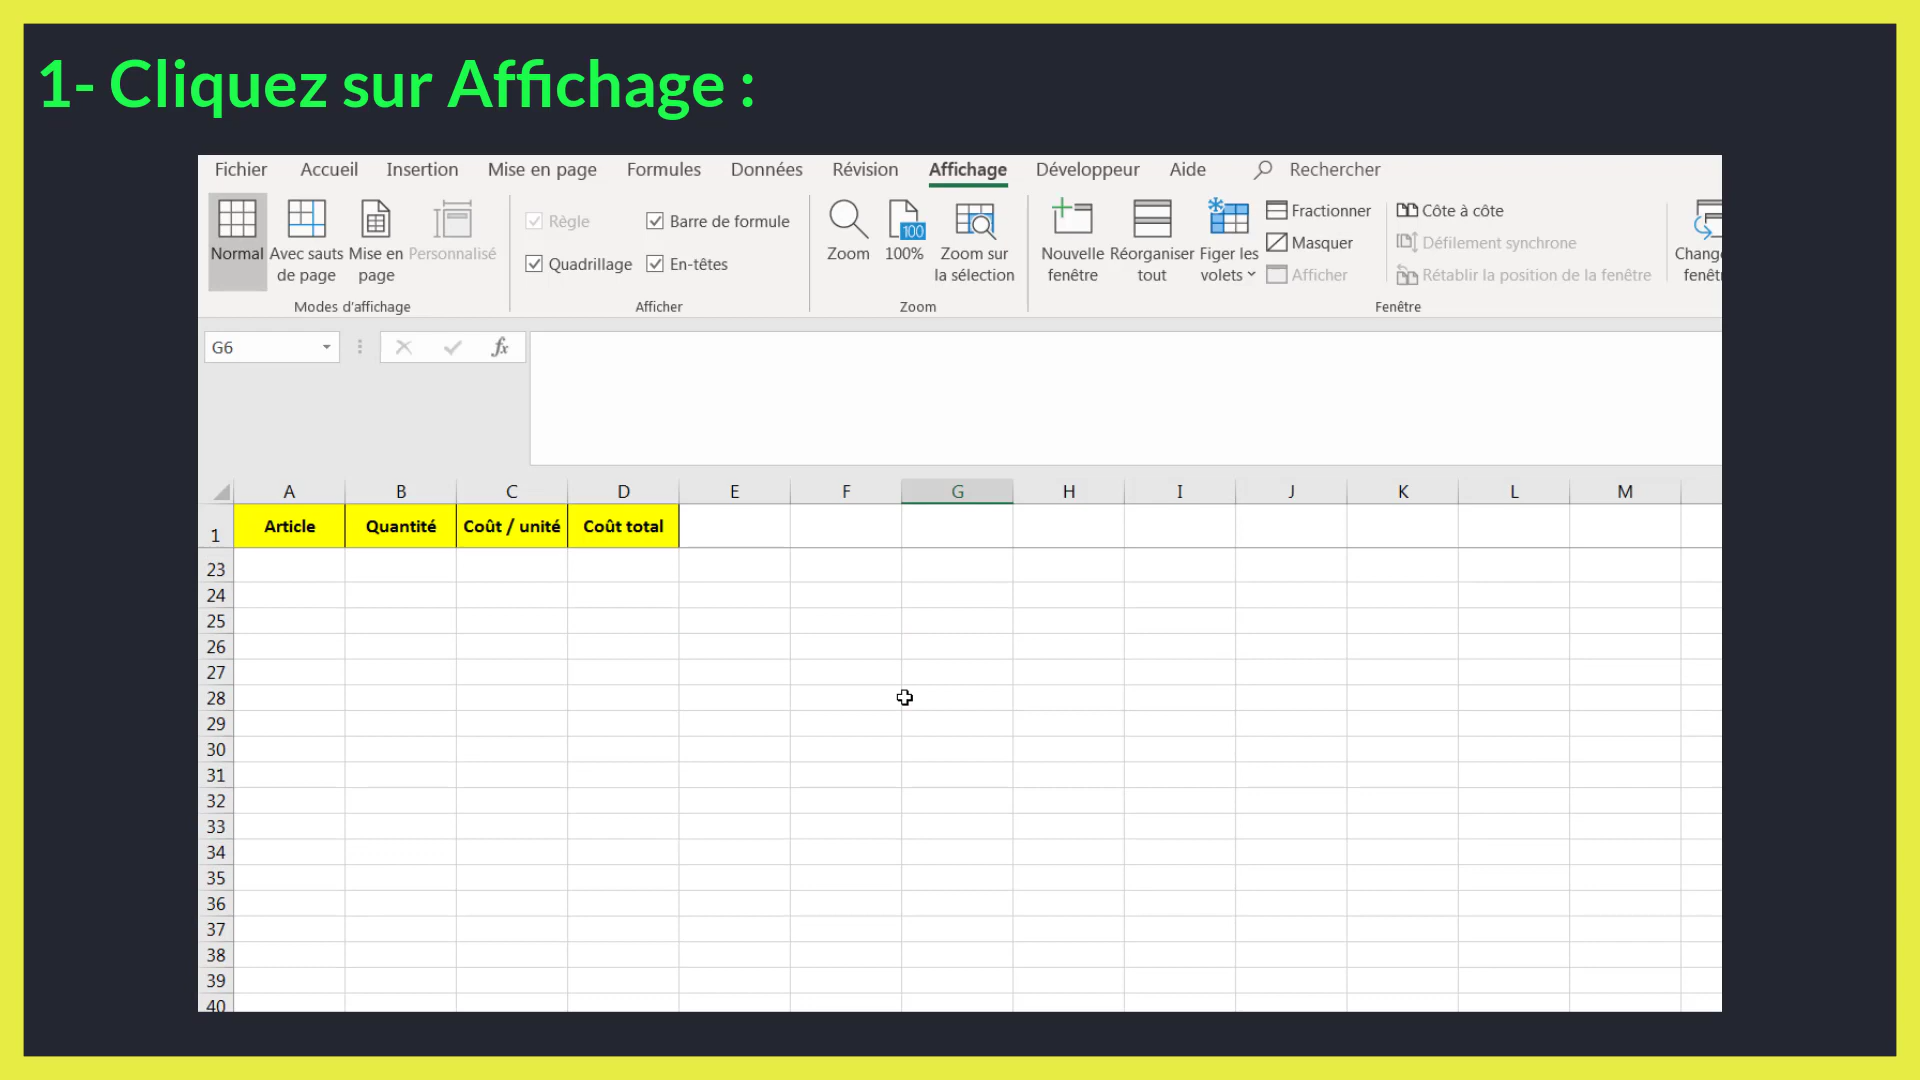 1- Cliquez sur Affichage :
Fichier Accueil Insertion Mise en page Formules Données Révision Affichage Développeur Aide Rechercher
Normal Avec sauts de page Mise en page Personnalisé
Modes d'affichage
Règle Barre de formule
Quadrillage En-têtes
Afficher
Zoom 100 100% Zoom sur la sélection
Zoom
Nouvelle fenêtre Réorganiser tout Figer les volets
Fractionner
Masquer
Afficher
Côte à côte
Défilement synchrone
Rétablir la position de la fenêtre
Fenêtre
G6 fx
A B C D E F G H I J K L M
1 Article Quantité Coût / unité Coût total
23
24
25
26
27
28
29
30
31
32
33
34
35
36
37
38
39
40